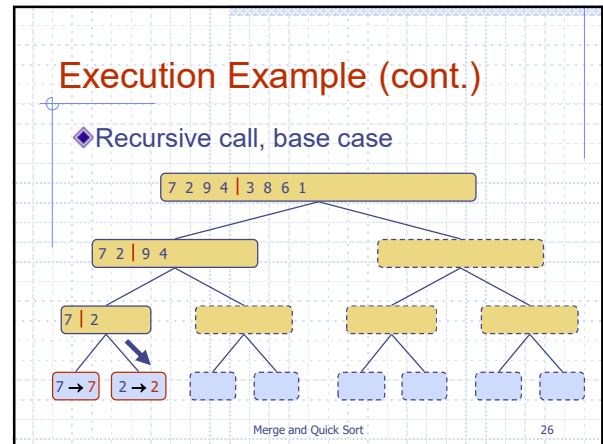 Execution Example (cont.)
Recursive call, base case
7 2 9 4 | 3 8 6 1
7 2 | 9 4
7 | 2
7 → 7 2 → 2
Merge and Quick Sort 26